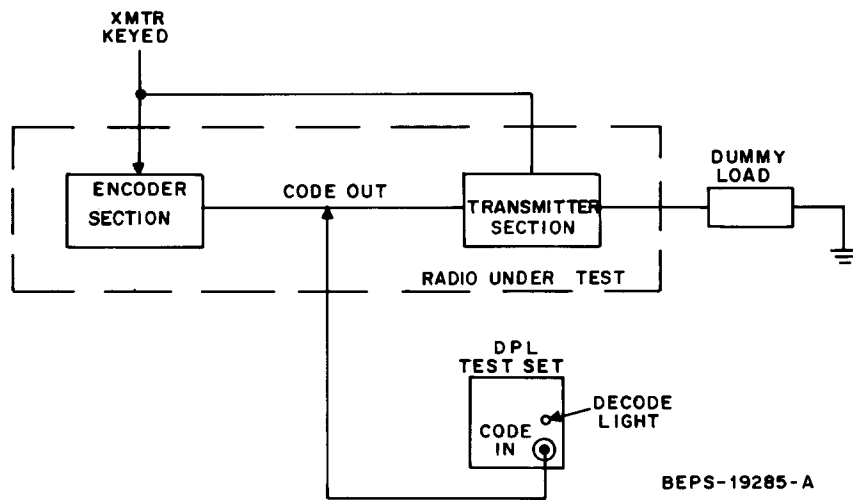 XMTR
KEYED
ENCODER
SECTION
CODE OUT
TRANSMITTER
SECTION
DUMMY
LOAD
RADIO UNDER TEST
DPL
TEST SET
DECODE
LIGHT
CODE
IN
BEPS-19285-A